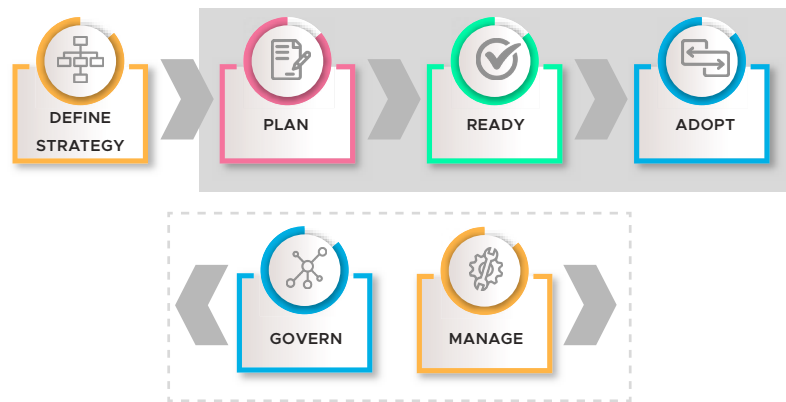 DEFINE
STRATEGY
PLAN
READY
ADOPT
GOVERN
MANAGE